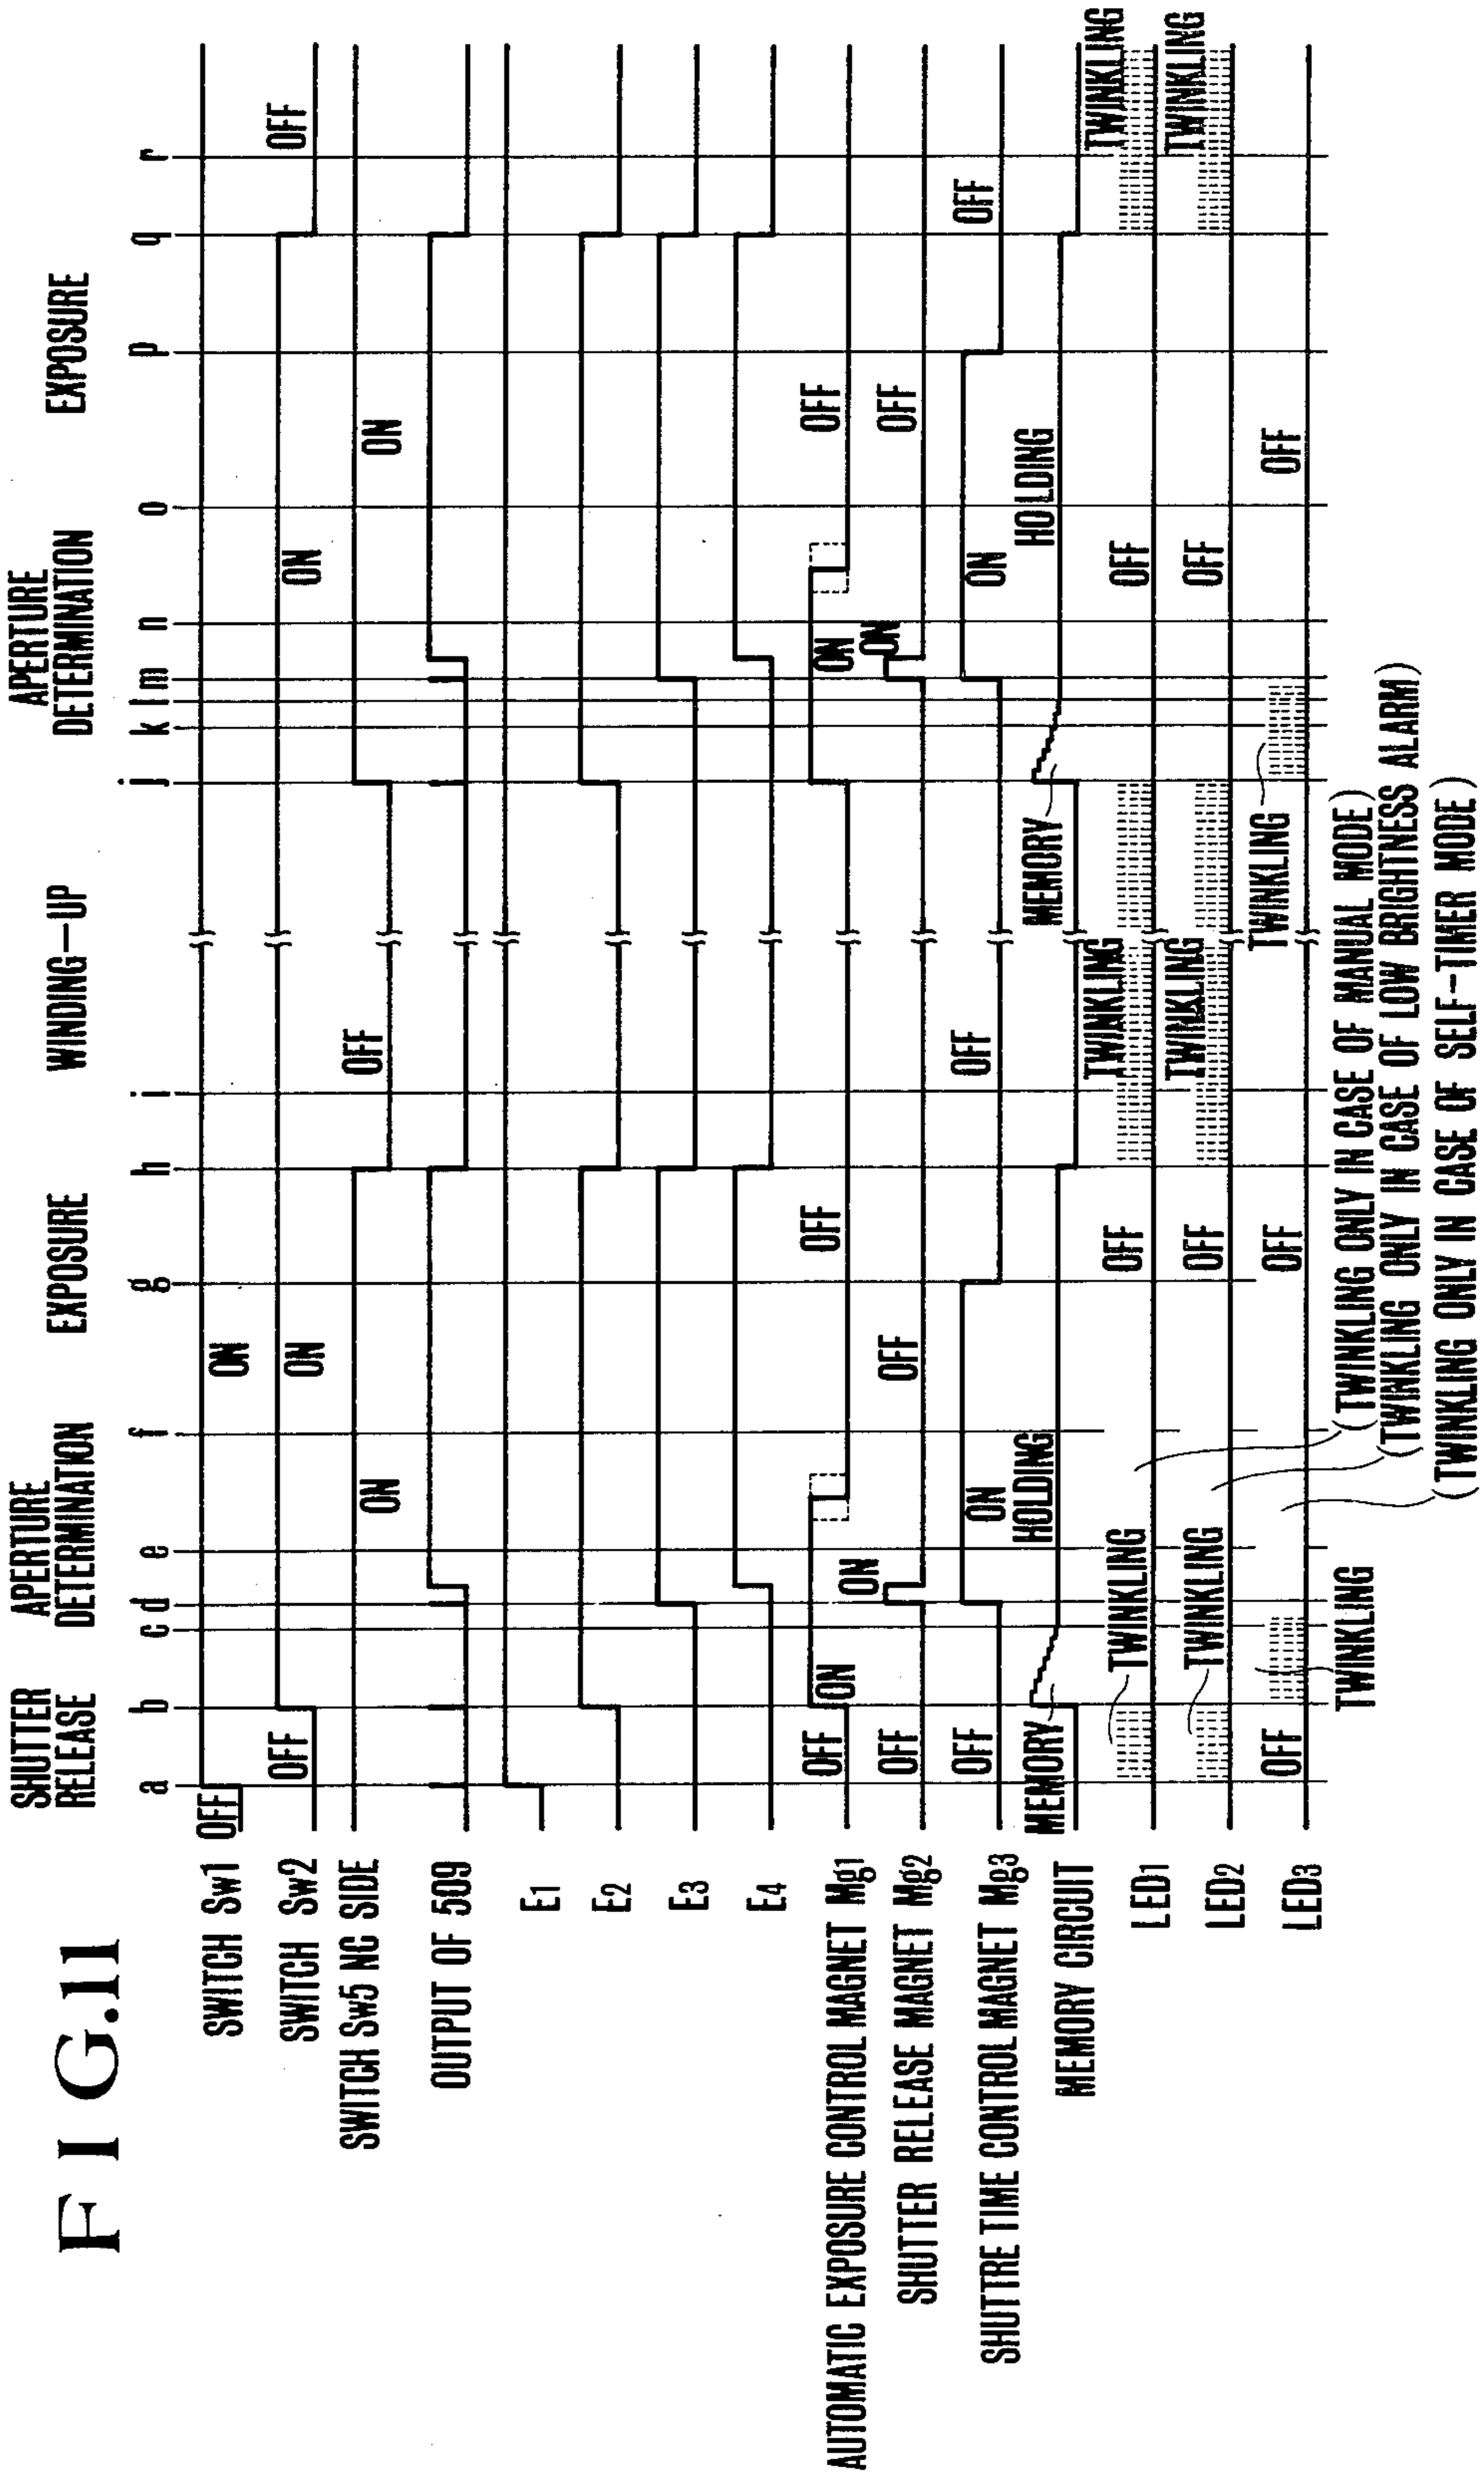 FIG.11
SHUTTER
RELEASE
APERTURE
DETERMINATION
EXPOSURE
WINDING-UP
APERTURE
DETERMINATION
EXPOSURE
a b c d e f g h i j k l m n o p q r
SWITCH Sw1 OFF ON
SWITCH Sw2 OFF ON ON OFF
SWITCH Sw5 NC SIDE ON OFF ON
OUTPUT OF 509
E1
E2
E3
E4
AUTOMATIC EXPOSURE CONTROL MAGNET Mg1 OFF ON OFF ON OFF
SHUTTER RELEASE MAGNET Mg2 OFF ON OFF ON OFF
SHUTTRE TIME CONTROL MAGNET Mg3 OFF ON OFF ON OFF
MEMORY CIRCUIT MEMORY HOLDING MEMORY HOLDING
LED1 TWINKLING OFF TWINKLING OFF TWINKLING
LED2 TWINKLING OFF TWINKLING OFF TWINKLING
LED3 OFF TWINKLING OFF TWINKLING OFF
(TWINKLING ONLY IN CASE OF MANUAL MODE)
(TWINKLING ONLY IN CASE OF LOW BRIGHTNESS ALARM)
(TWINKLING ONLY IN CASE OF SELF-TIMER MODE)